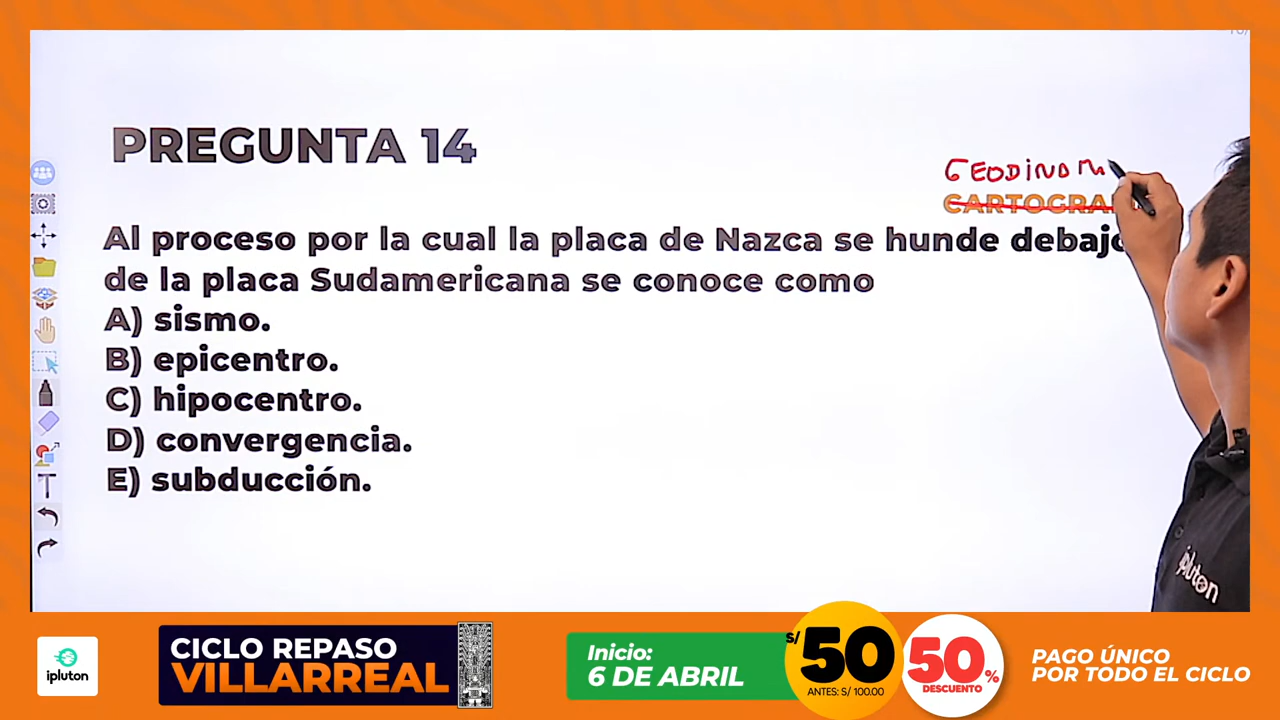 PREGUNTA 14
GEODINAM
CARTOGRA
Al proceso por la cual la placa de Nazca se hunde debajo
de la placa Sudamericana se conoce como
A) sismo.
B) epicentro.
C) hipocentro.
D) convergencia.
E) subducción.
ipluton
ipluton
CICLO REPASO
VILLARREAL
Inicio:
6 DE ABRIL
S/ 50
ANTES: S/ 100.00
50%
DESCUENTO
PAGO ÚNICO
POR TODO EL CICLO